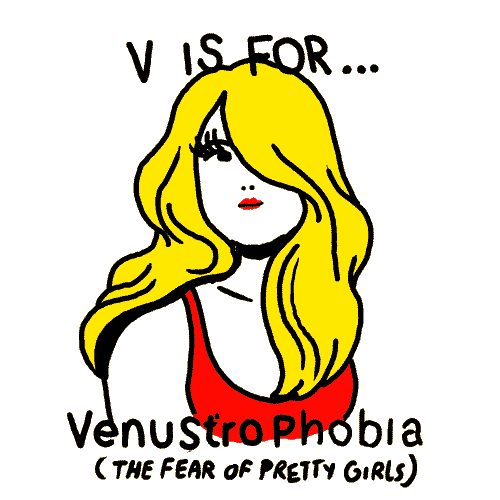 V IS FOR...
VenustroPhobia
(THE FEAR OF PRETTY GIRLS)